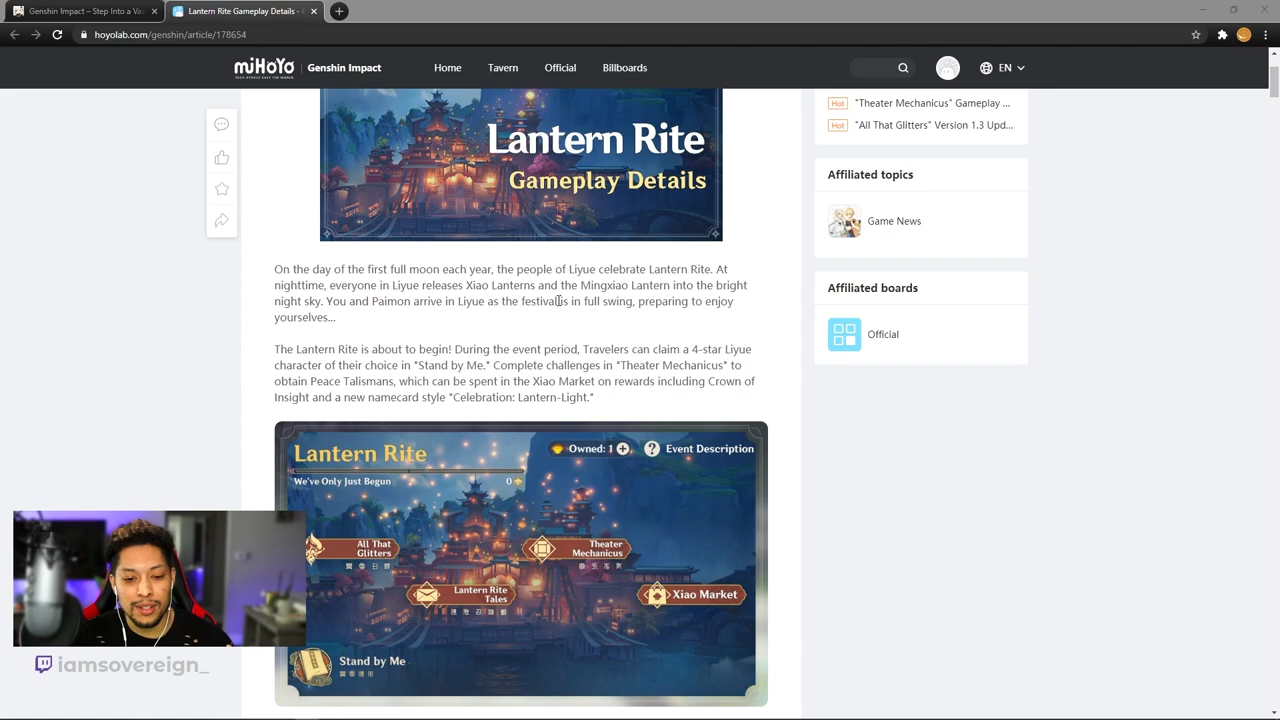 Genshin Impact – Step Into a Vas
Lantern Rite Gameplay Details -
hoyolab.com/genshin/article/178654
miHoYo
TECH OTAKUS SAVE THE WORLD
Genshin Impact
Home
Tavern
Official
Billboards
EN
Lantern Rite
Gameplay Details
Hot "Theater Mechanicus" Gameplay ...
Hot "All That Glitters" Version 1.3 Upd...
Affiliated topics
Game News
Affiliated boards
Official
On the day of the first full moon each year, the people of Liyue celebrate Lantern Rite. At
nighttime, everyone in Liyue releases Xiao Lanterns and the Mingxiao Lantern into the bright
night sky. You and Paimon arrive in Liyue as the festival is in full swing, preparing to enjoy
yourselves...
The Lantern Rite is about to begin! During the event period, Travelers can claim a 4-star Liyue
character of their choice in "Stand by Me." Complete challenges in "Theater Mechanicus" to
obtain Peace Talismans, which can be spent in the Xiao Market on rewards including Crown of
Insight and a new namecard style "Celebration: Lantern-Light."
Lantern Rite
Owned: 1
? Event Description
We've Only Just Begun
0
All That
Glitters
Theater
Mechanicus
Lantern Rite
Tales
Xiao Market
Stand by Me
iamsovereign_